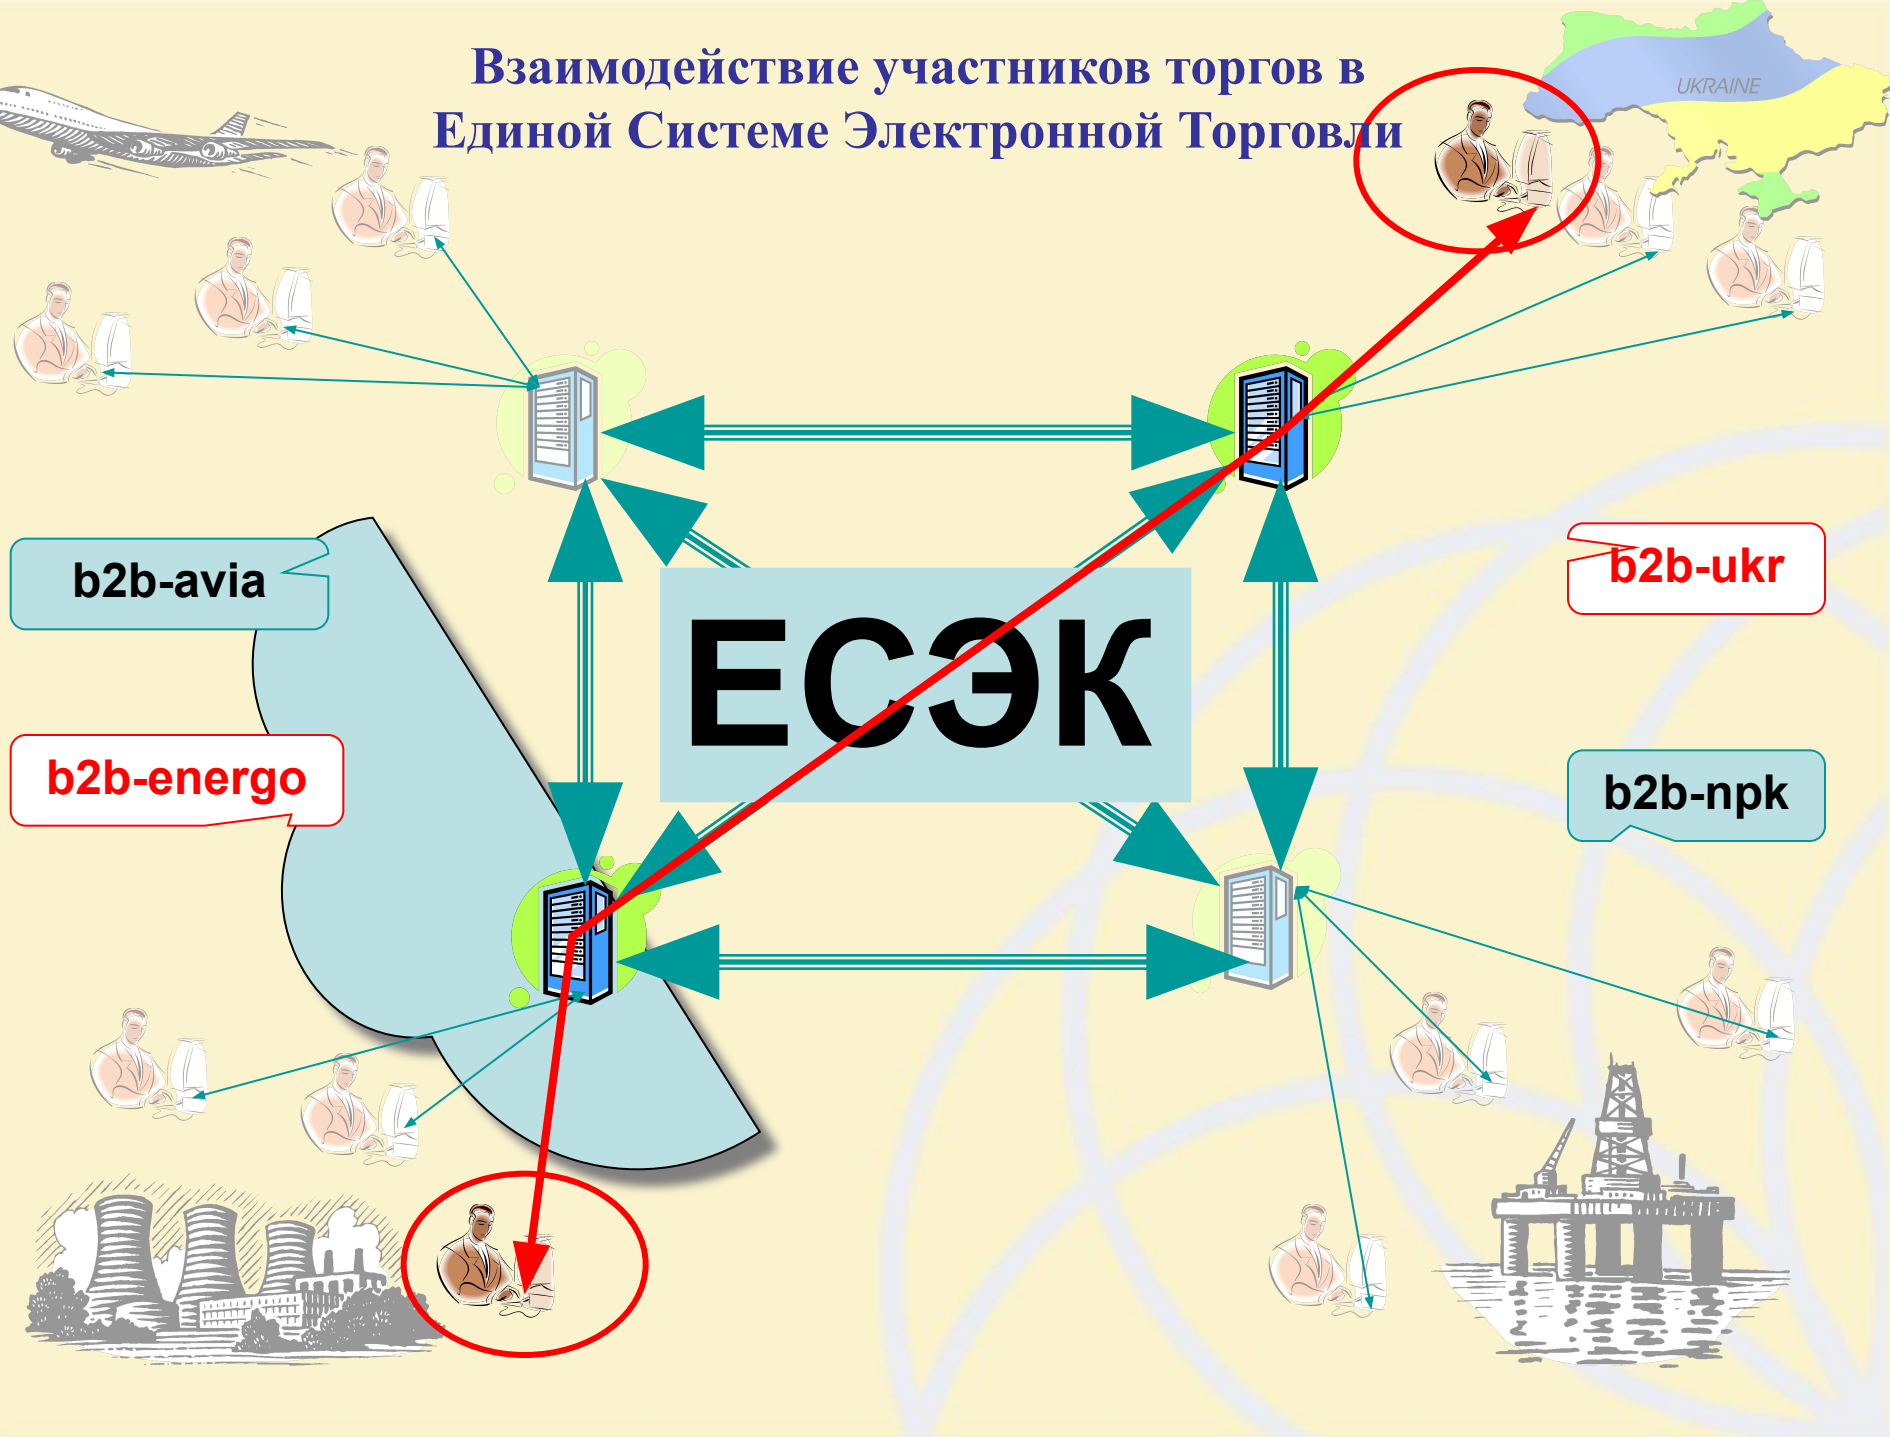 Взаимодействие участников торгов в
Единой Системе Электронной Торговли
UKRAINE
b2b-avia
b2b-ukr
ЕСЭК
b2b-energo
b2b-npk